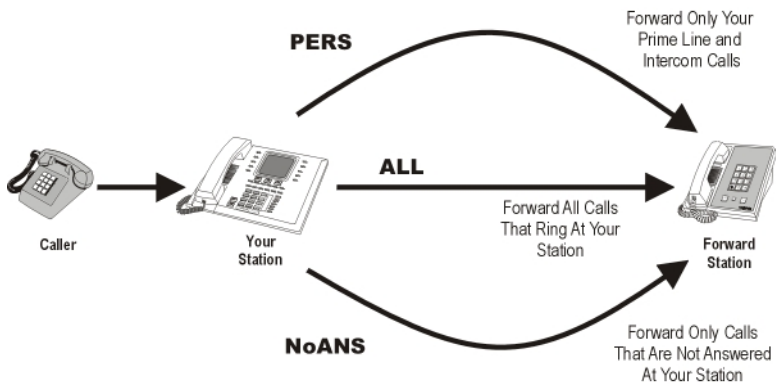 PERS
Forward Only Your
Prime Line and
Intercom Calls
Caller
Your
Station
ALL
Forward All Calls
That Ring At Your
Station
Forward
Station
NoANS
Forward Only Calls
That Are Not Answered
At Your Station